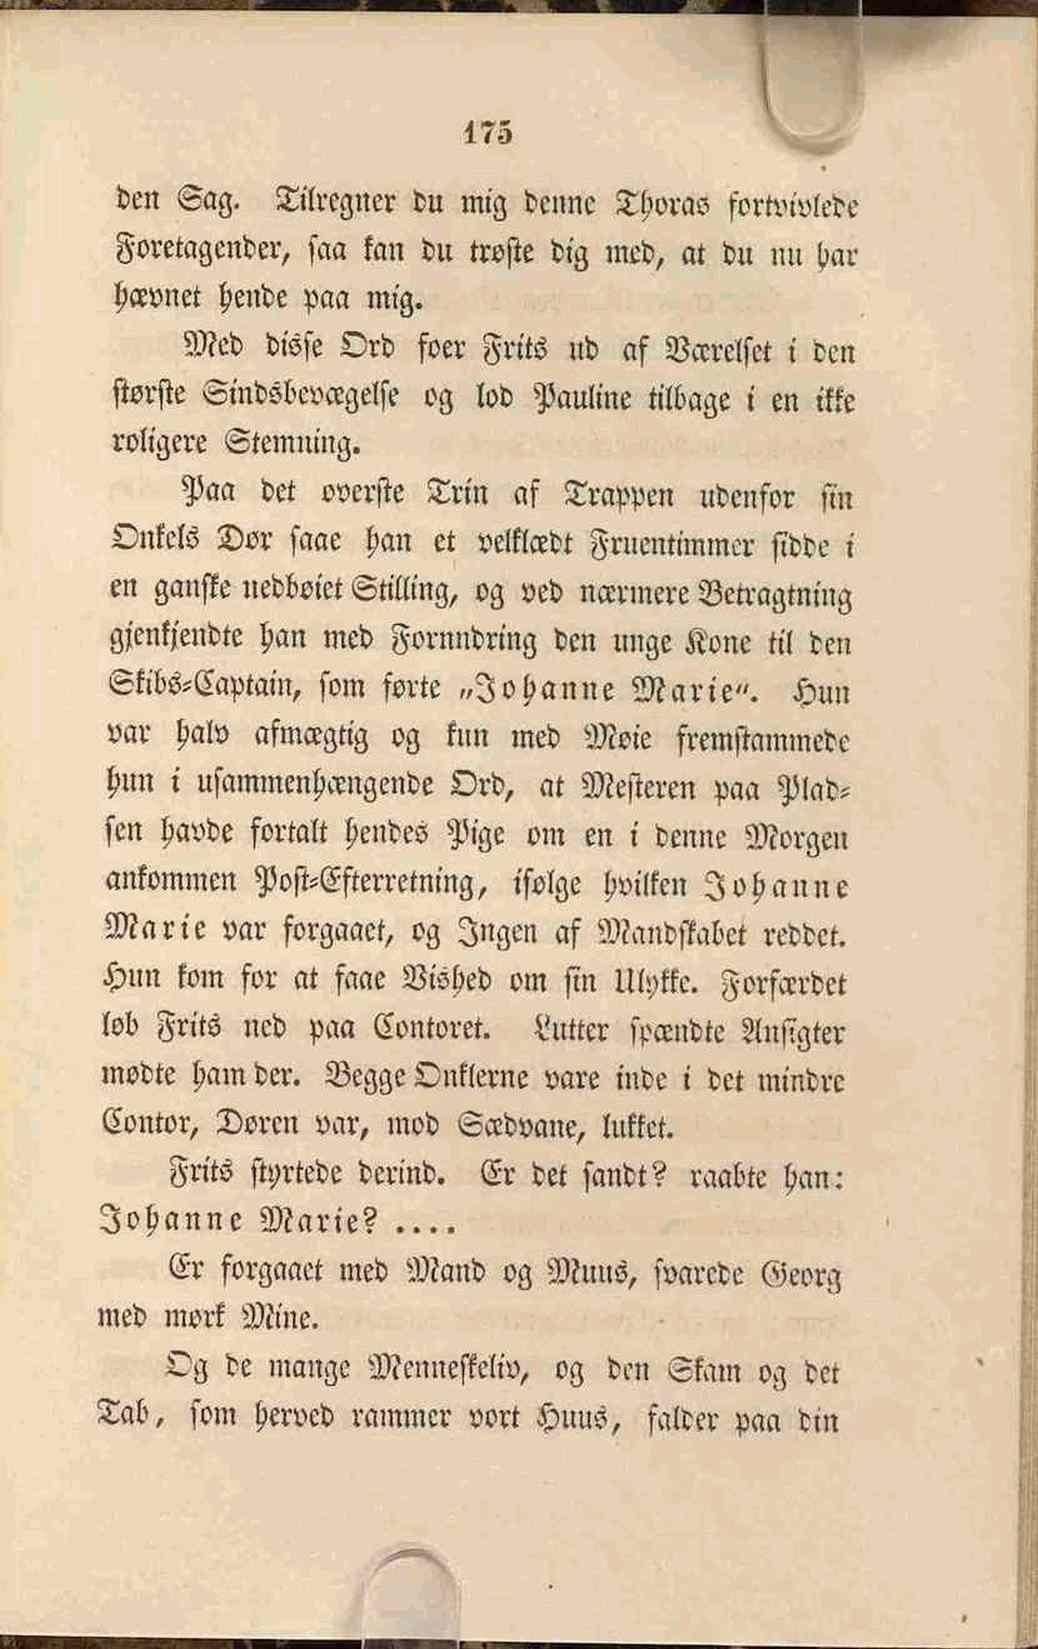 175
den Sag. Tilregner du mig denne Thoras fortvivlede
Foretagender, saa kan du trøste dig med, at du nu har
hævnet hende paa mig.
Med disse Ord foer Frits ud af Værelset i den
største Sindsbevægelse og lod Pauline tilbage i en ikke
roligere Stemning.
Paa det øverste Trin af Trappen udenfor sin
Onkels Dør saae han et velklædt Fruentimmer sidde i
en ganske nedbøiet Stilling, og ved nærmere Betragtning
gjenkjendte han med Fornndring den unge Kone til den
Skibs-Captain, som førte „Johanne Marie“. Hun
var halv afmægtig og kun med Møie fremstammede
hun i usammenhængende Ord, at Mesteren paa Plad-
sen havde fortalt hendes Pige om en i denne Morgen
ankommen Post-Efterretning, ifølge hvilken Johanne
Marie var forgaaet, og Ingen af Mandskabet reddet.
Hun kom for at faae Vished om sin Ulykke. Forfærdet
løb Frits ned paa Contoret. Lutter spændte Ansigter
mødte ham der. Begge Onklerne vare inde i det mindre
Contor, Døren var, mod Sædvane, lukket.
Frits styrtede derind. Er det sandt? raabte han:
Johanne Marie? ....
Er forgaaet med Mand og Muus, svarede Georg
med mørk Mine.
Og de mange Menneskeliv, og den Skam og det
Tab, som herved rammer vort Huus, falder paa din